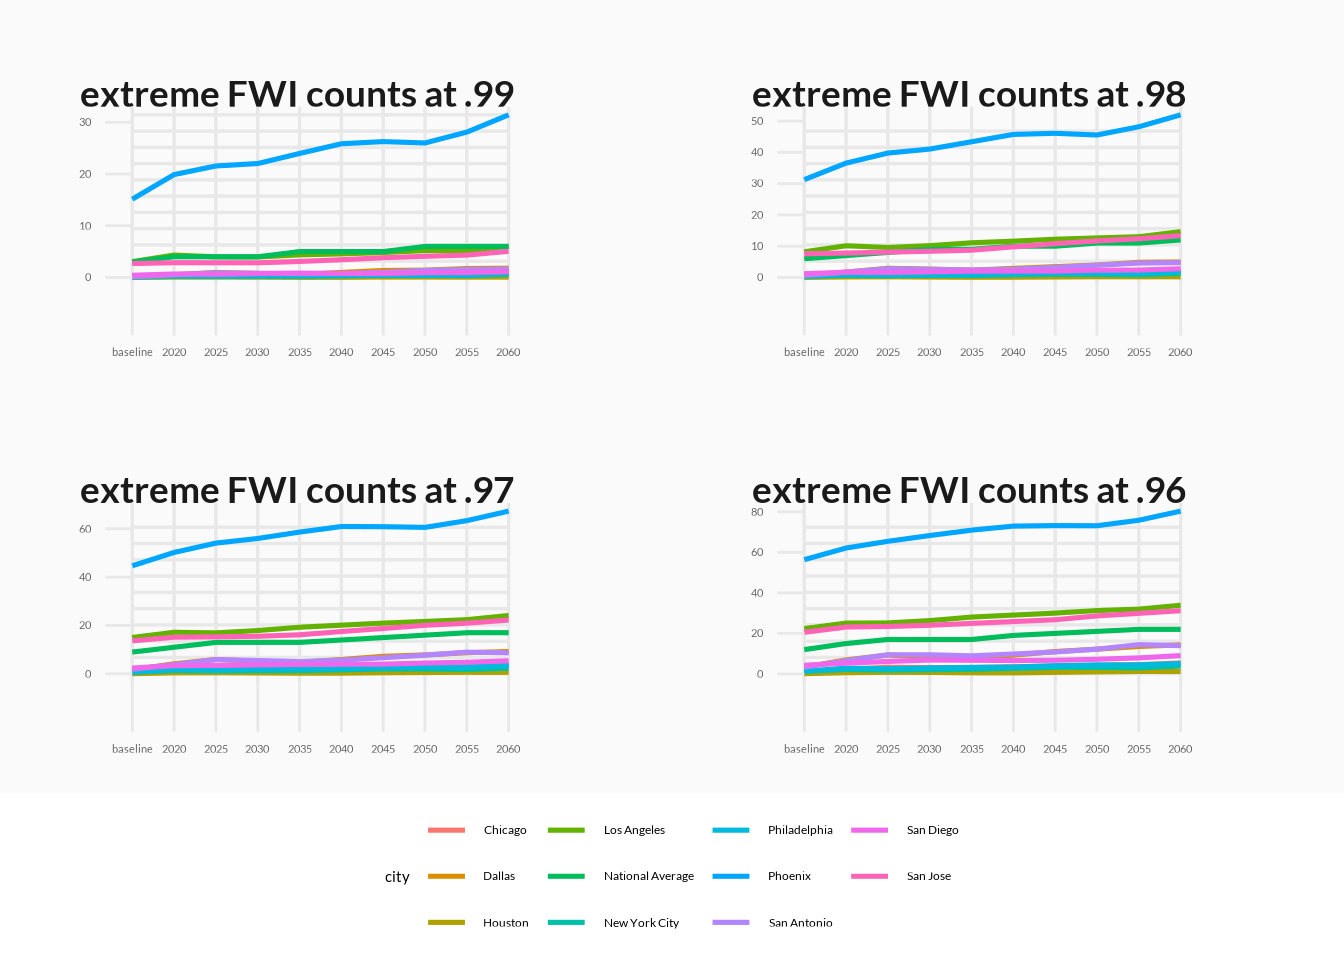 extreme FWI counts at .99
extreme FWI counts at .98
30
20
10
0
50
40
30
20
10
0
baseline 2020 2025 2030 2035 2040 2045 2050 2055 2060
baseline 2020 2025 2030 2035 2040 2045 2050 2055 2060
extreme FWI counts at .97
extreme FWI counts at .96
60
40
20
0
80
60
40
20
0
baseline 2020 2025 2030 2035 2040 2045 2050 2055 2060
baseline 2020 2025 2030 2035 2040 2045 2050 2055 2060
Chicago Los Angeles Philadelphia San Diego
city Dallas National Average Phoenix San Jose
Houston New York City San Antonio